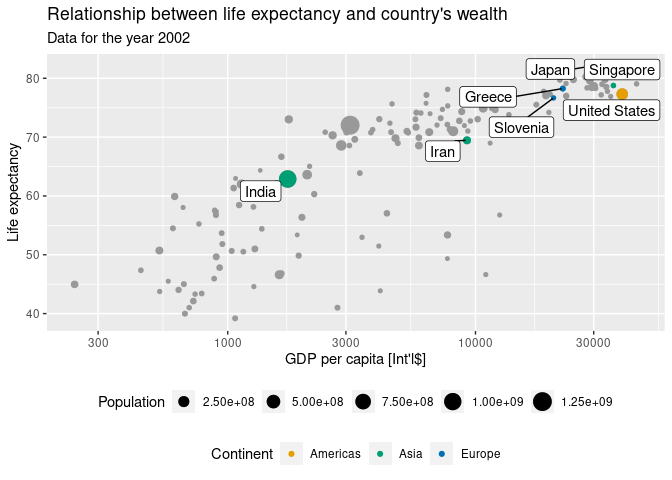 Relationship between life expectancy and country's wealth
Data for the year 2002
Life expectancy
80
70
60
50
40
Japan
Singapore
Greece
United States
Slovenia
Iran
India
300
1000
3000
10000
30000
GDP per capita [Int'l$]
Population 2.50e+08 5.00e+08 7.50e+08 1.00e+09 1.25e+09
Continent Americas Asia Europe